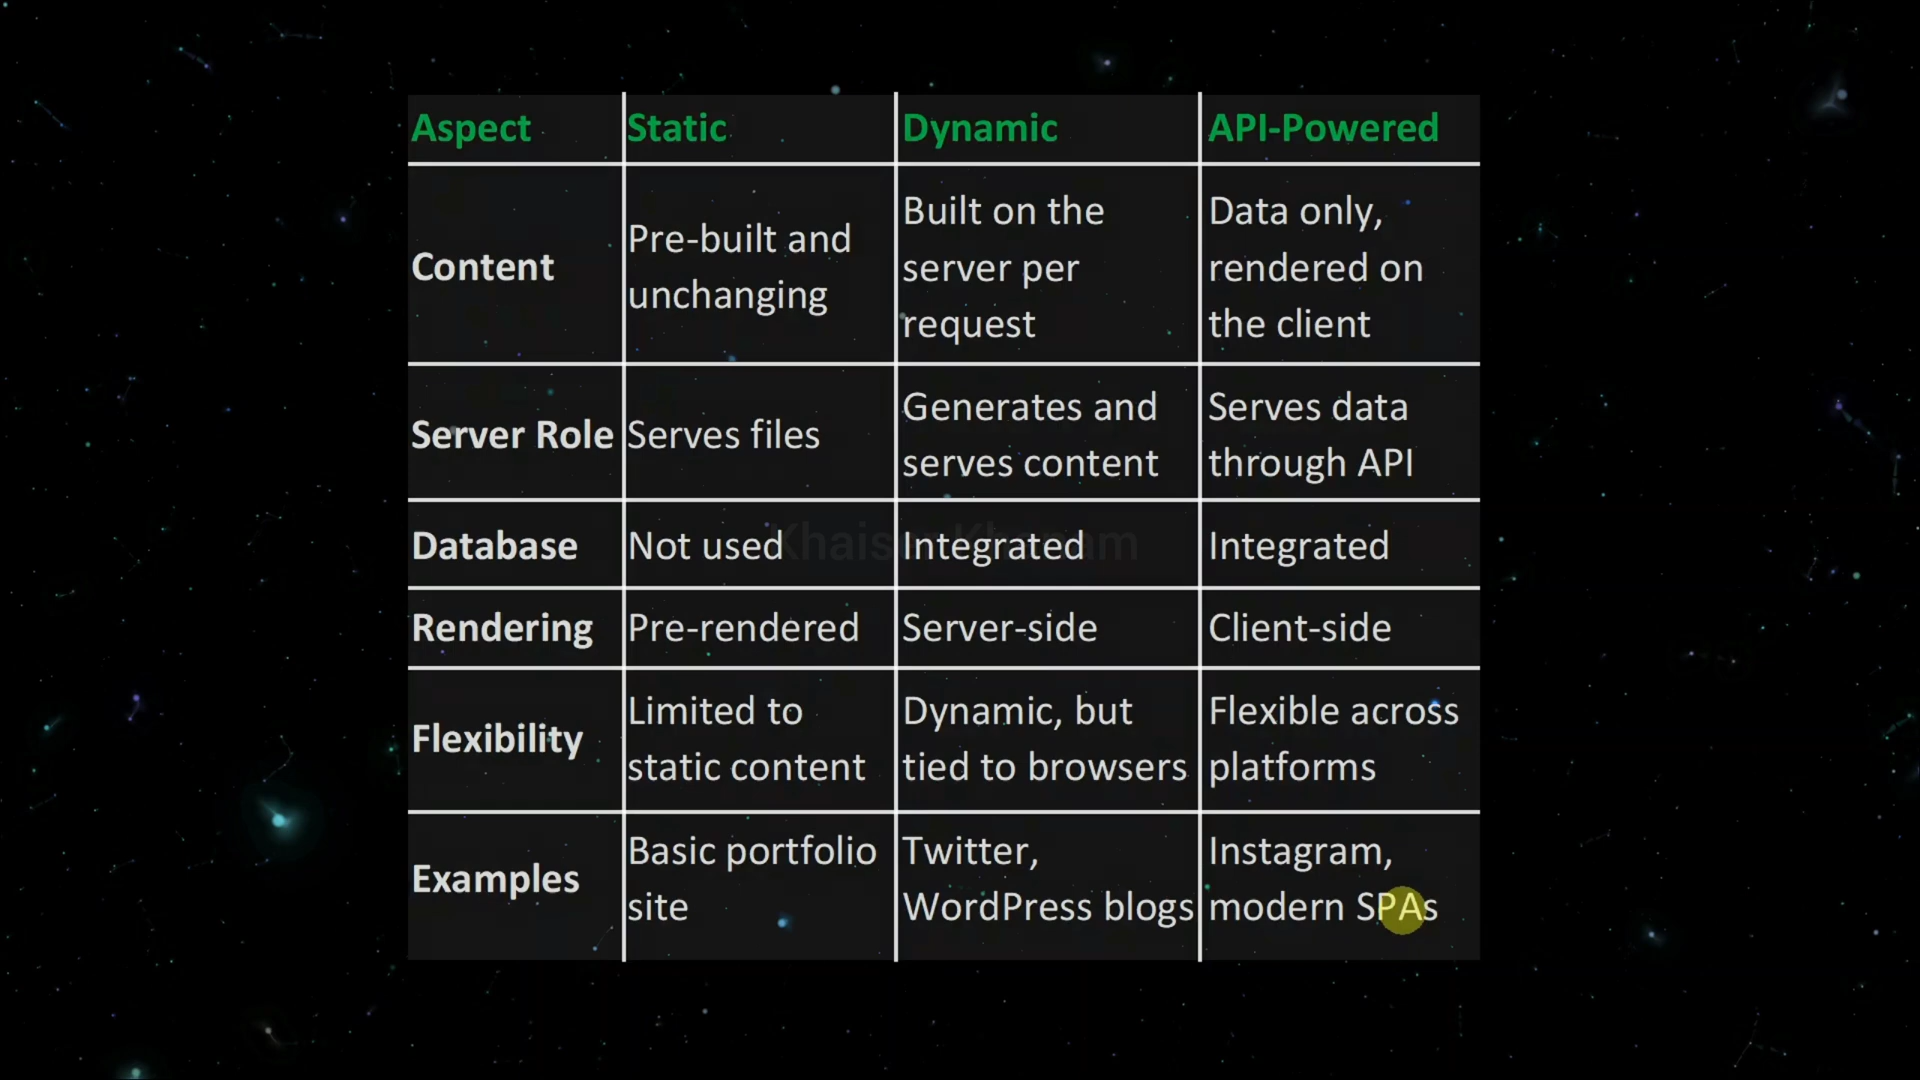 Aspect Static Dynamic API-Powered
Content
Pre-built and
unchanging
Built on the
server per
request
Data only,
rendered on
the client
Server Role
Serves files
Generates and
serves content
Serves data
through API
Database Not used Integrated Integrated
Rendering Pre-rendered Server-side Client-side
Flexibility
Limited to
static content
Dynamic, but
tied to browsers
Flexible across
platforms
Examples
Basic portfolio
site
Twitter,
WordPress blogs
Instagram,
modern SPAs